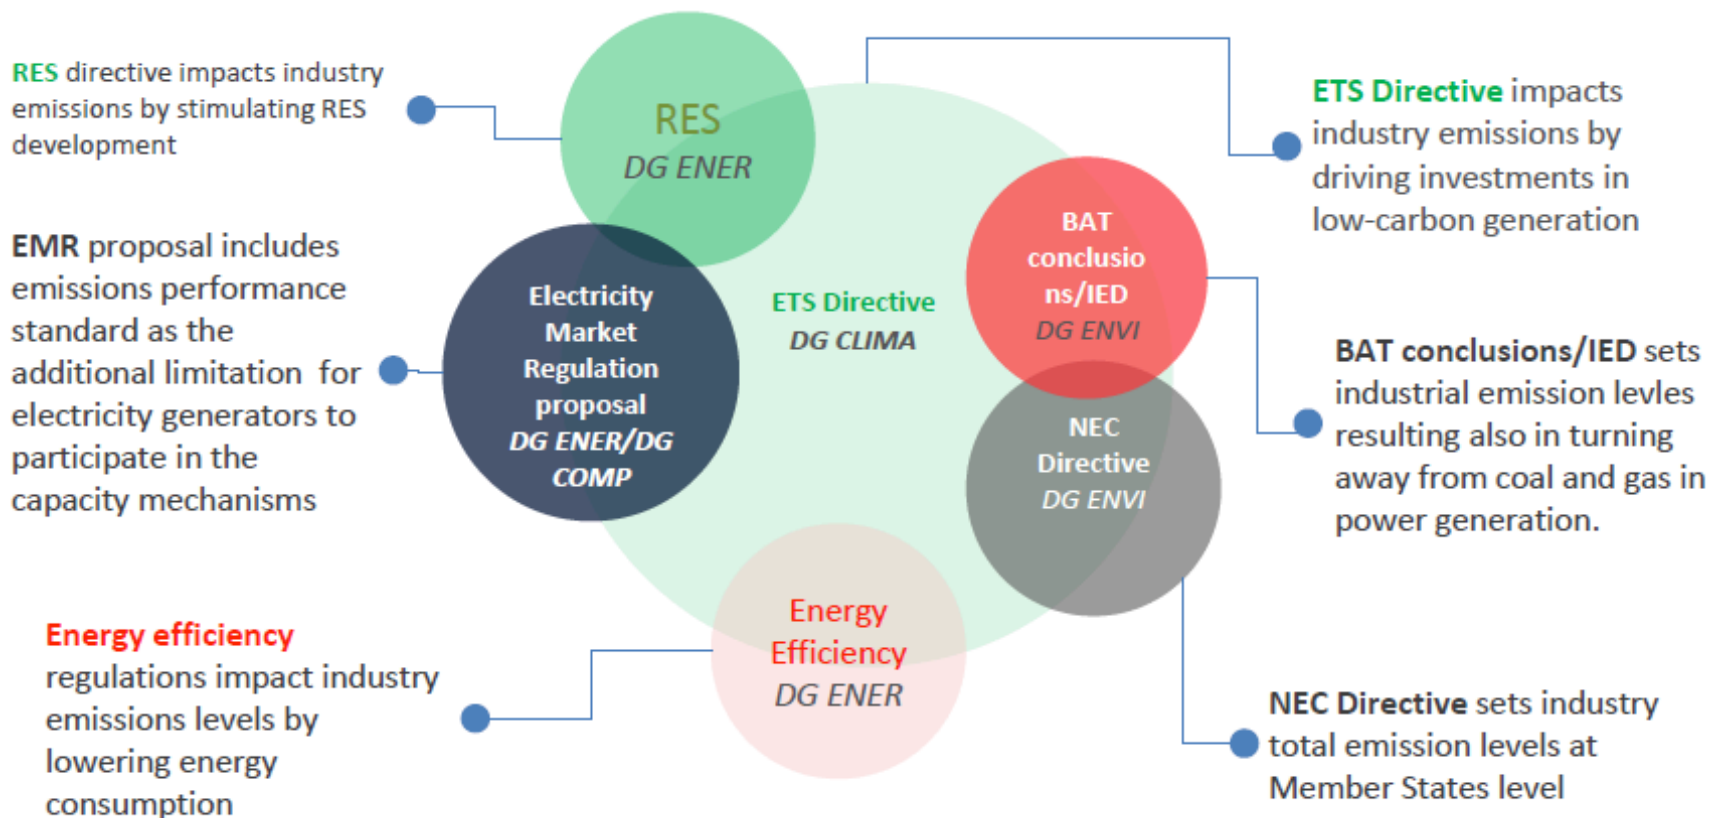 RES directive impacts industry
emissions by stimulating RES
development
EMR proposal includes
emissions performance
standard as the
additional limitation for
electricity generators to
participate in the
capacity mechanisms
Energy efficiency
regulations impact industry
emissions levels by
lowering energy
consumption
RES
DG ENER
Electricity
Market
Regulation
proposal
DG ENER/DG
COMP
ETS Directive
DG CLIMA
BAT
conclusio
ns/IED
DG ENVI
NEC
Directive
DG ENVI
Energy
Efficiency
DG ENER
ETS Directive impacts
industry emissions by
driving investments in
low-carbon generation
BAT conclusions/IED sets
industrial emission levles
resulting also in turning
away from coal and gas in
power generation.
NEC Directive sets industry
total emission levels at
Member States level